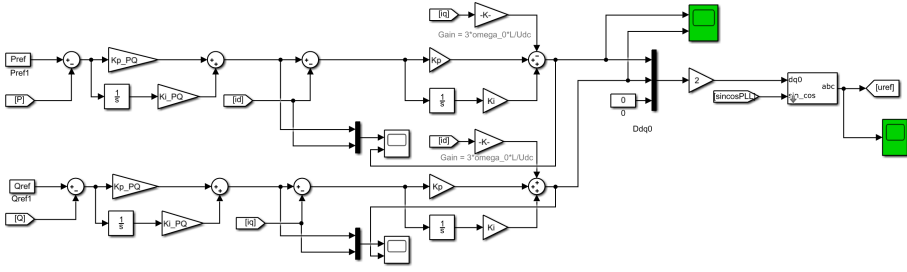 [iq]
-K-
Gain = 3*omega_0*L/Udc
Pref
Pref1
Kp_PQ
Kp
[P]
1/s
Ki_PQ
[id]
1/s
Ki
2
dq0
sin_cos
abc
[uref]
0
0
[sincosPLL]
Ddq0
[id]
-K-
Gain = 3*omega_0*L/Udc
Qref
Qref1
Kp_PQ
Kp
[Q]
1/s
Ki_PQ
[iq]
1/s
Ki